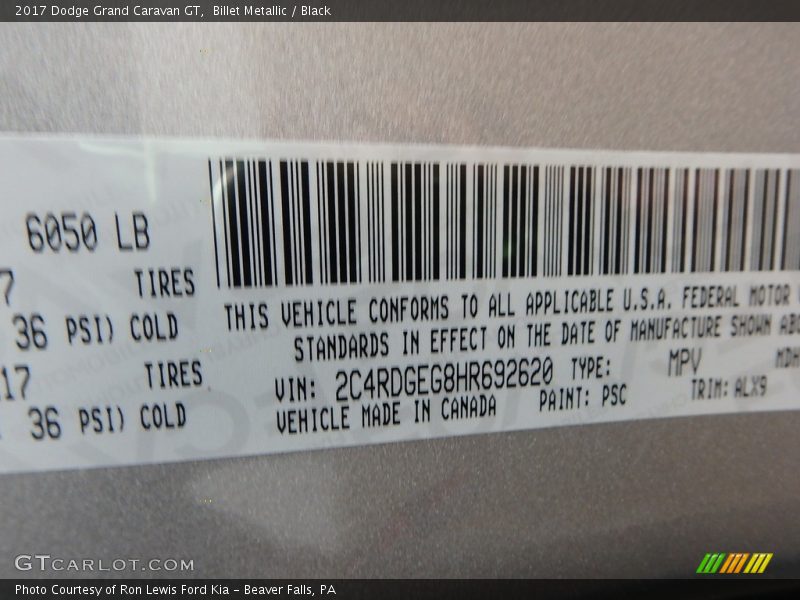 2017 Dodge Grand Caravan GT,  Billet Metallic / Black
6050 LB
7 TIRES
36 PSI) COLD
17 TIRES
36 PSI) COLD
THIS VEHICLE CONFORMS TO ALL APPLICABLE U.S.A. FEDERAL MOTOR
STANDARDS IN EFFECT ON THE DATE OF MANUFACTURE SHOWN ABO
VIN: 2C4RDGEG8HR692620 TYPE: MPV MDH
VEHICLE MADE IN CANADA PAINT: PSC TRIM: ALX9
GTCARLOT.COM
Photo Courtesy of Ron Lewis Ford Kia – Beaver Falls, PA